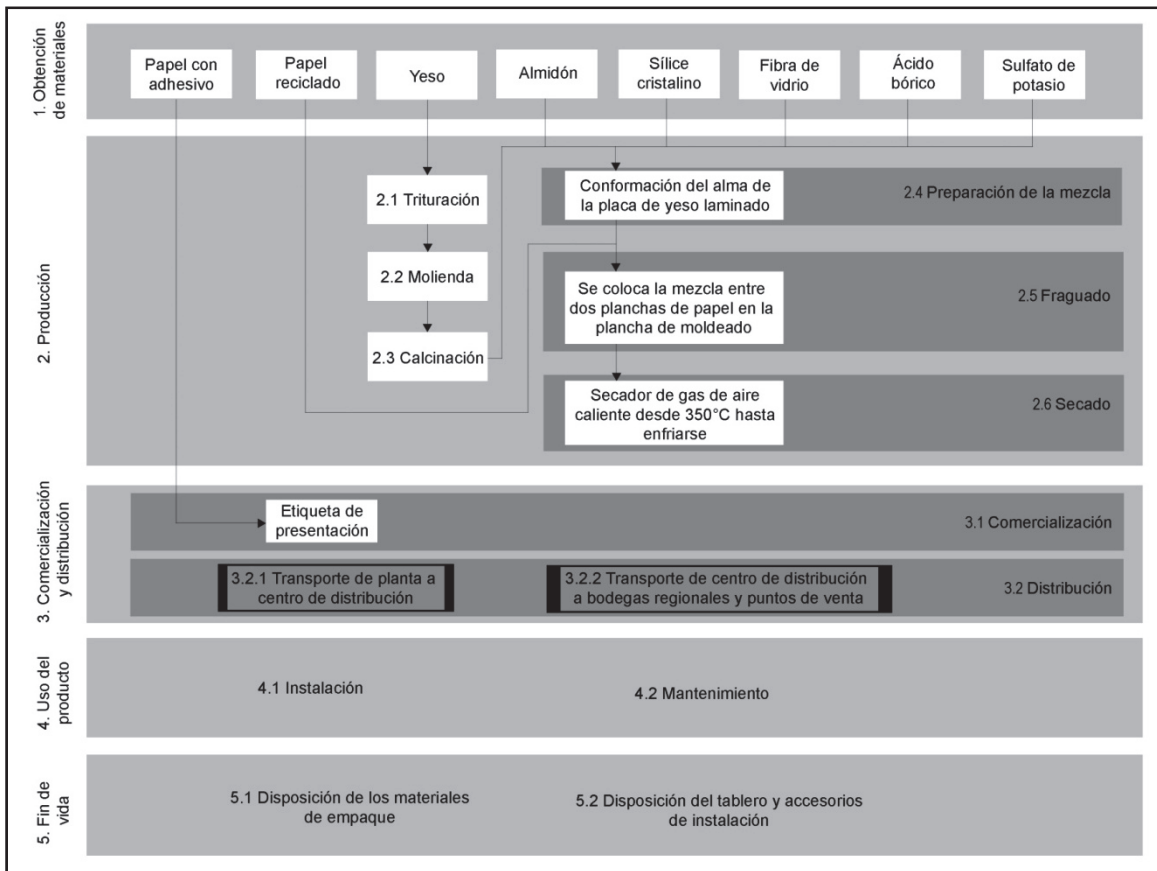 1. Obtención
de materiales
Papel con
adhesivo
Papel
reciclado
Yeso
Almidón
Sílice
cristalino
Fibra de
vidrio
Ácido
bórico
Sulfato de
potasio
2. Producción
2.1 Trituración
2.2 Molienda
2.3 Calcinación
Conformación del alma de
la placa de yeso laminado
2.4 Preparación de la mezcla
Se coloca la mezcla entre
dos planchas de papel en la
plancha de moldeado
2.5 Fraguado
Secador de gas de aire
caliente desde 350°C hasta
enfriarse
2.6 Secado
3. Comercialización
y distribución
Etiqueta de
presentación
3.1 Comercialización
3.2.1 Transporte de planta a
centro de distribución
3.2.2 Transporte de centro de distribución
a bodegas regionales y puntos de venta
3.2 Distribución
4. Uso del
producto
4.1 Instalación
4.2 Mantenimiento
5. Fin de
vida
5.1 Disposición de los materiales
de empaque
5.2 Disposición del tablero y accesorios
de instalación